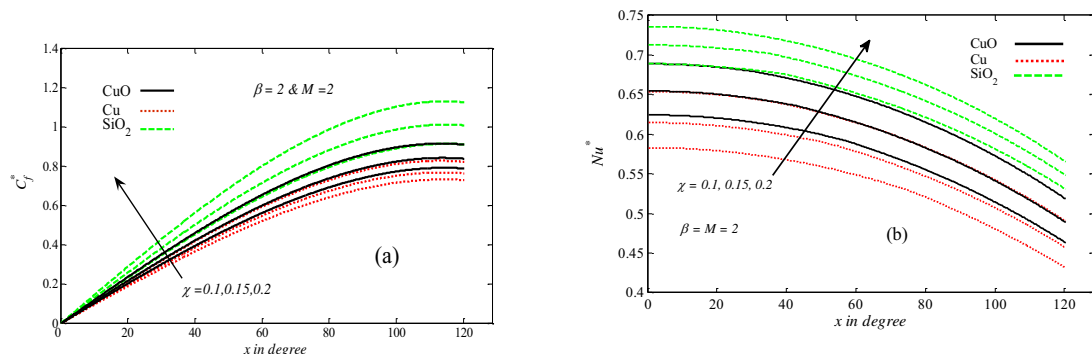 1.4
1.2
1
0.8
0.6
0.4
0.2
0
20
40
60
80
100
120
C_f^*
x in degree
CuO
Cu
SiO₂
β = 2 & M =2
χ =0.1,0.15,0.2
(a)
0.75
0.7
0.65
0.6
0.55
0.5
0.45
0.4
0
20
40
60
80
100
120
Nu^*
x in degree
CuO
Cu
SiO₂
χ = 0.1, 0.15, 0.2
β = M = 2
(b)